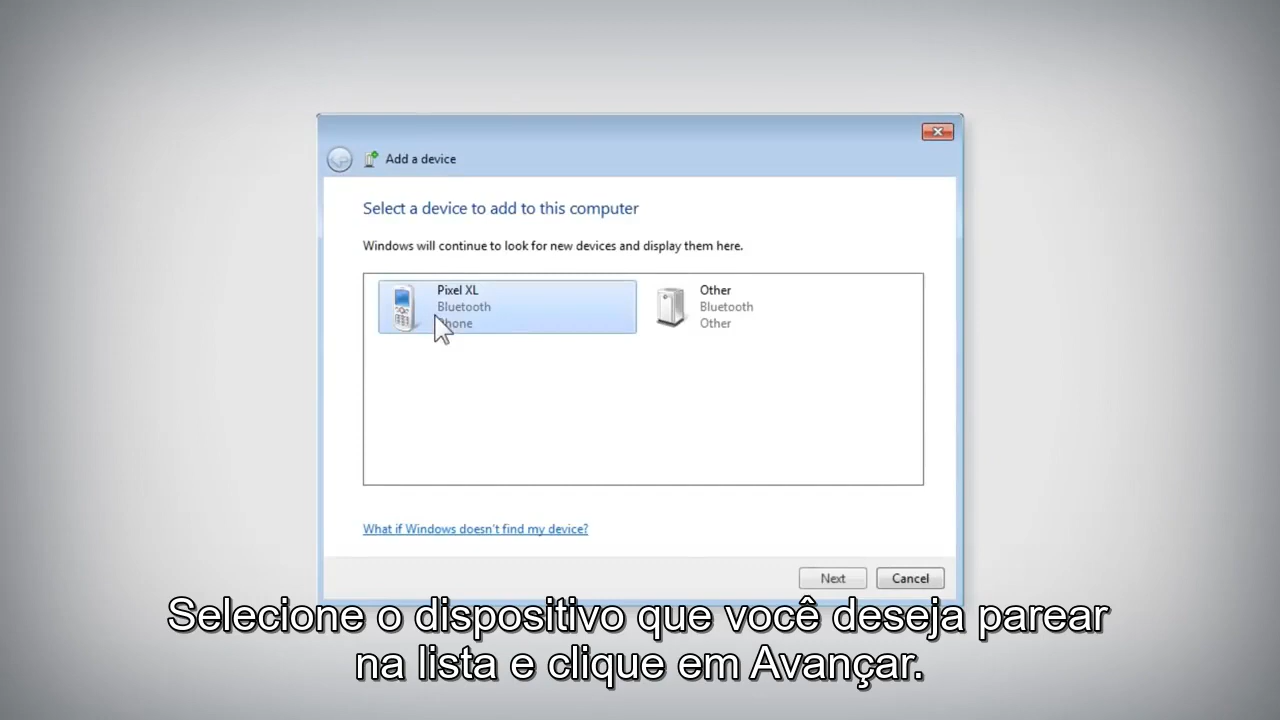 Add a device
Select a device to add to this computer
Windows will continue to look for new devices and display them here.
Pixel XL
Bluetooth
Phone
Other
Bluetooth
Other
What if Windows doesn't find my device?
Next
Cancel
Selecione o dispositivo que você deseja parear
na lista e clique em Avançar.